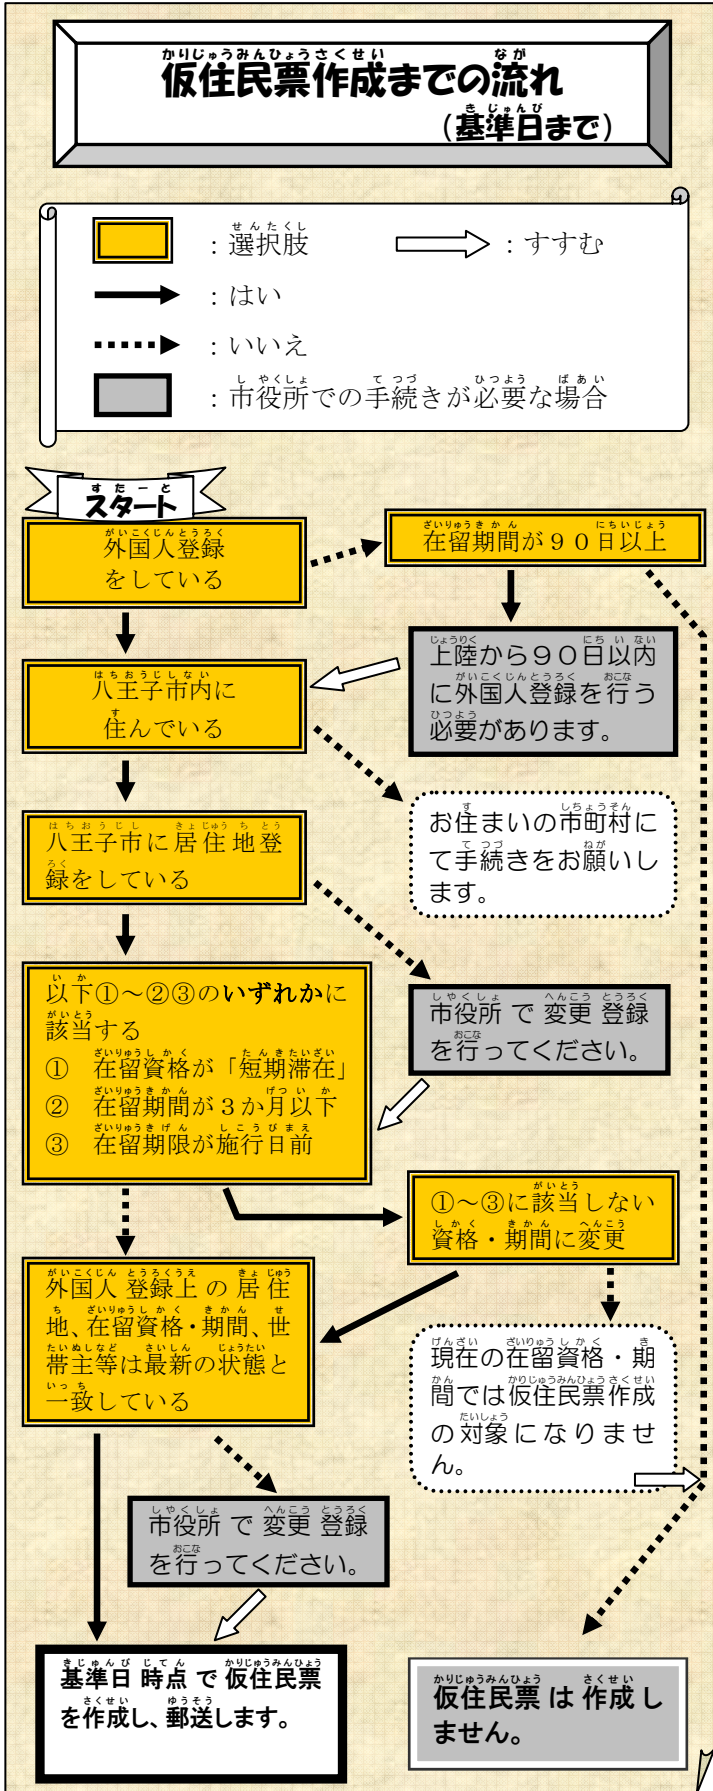 仮住民票作成までの流れ
（基準日まで）
：選択肢
：すすむ
：はい
：いいえ
：市役所での手続きが必要な場合
スタート
外国人登録
をしている
在留期間が９０日以上
上陸から９０日以内
に外国人登録を行う
必要があります。
八王子市内に
住んでいる
お住まいの市町村に
て手続きをお願いし
ます。
八王子市に居住地登
録をしている
市役所で変更登録
を行ってください。
以下①～②③のいずれかに
該当する
①　在留資格が「短期滞在」
②　在留期間が３か月以下
③　在留期限が施行日前
①～③に該当しない
資格・期間に変更
外国人登録上の居住
地、在留資格・期間、世
帯主等は最新の状態と
一致している
現在の在留資格・期
間では仮住民票作成
の対象になりませ
ん。
市役所で変更登録
を行ってください。
基準日時点で仮住民票
を作成し、郵送します。
仮住民票は作成し
ません。